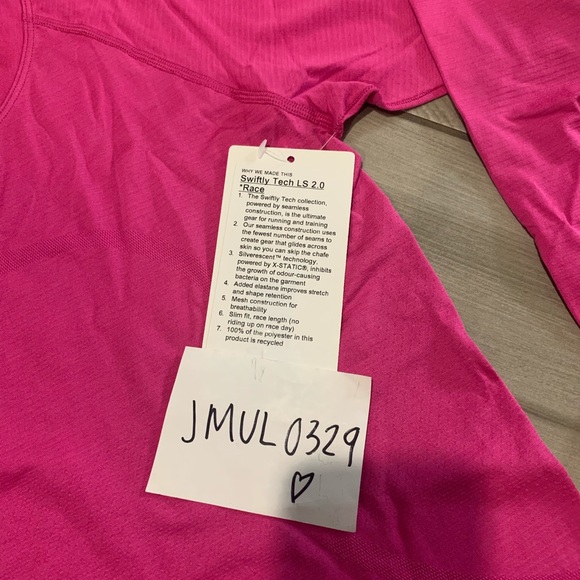 WHY WE MADE THIS
Swiftly Tech LS 2.0
*Race
1. The Swiftly Tech collection,
powered by seamless
construction, is the ultimate
gear for running and training
2. Our seamless construction uses
the fewest number of seams to
create gear that glides across
skin so you can skip the chafe
3. Silverescent™ technology,
powered by X-STATIC®, inhibits
the growth of odour-causing
bacteria on the garment
4. Added elastane improves stretch
and shape retention
5. Mesh construction for
breathability
6. Slim fit, race length (no
riding up on race day)
7. 100% of the polyester in this
product is recycled
JMUL0329